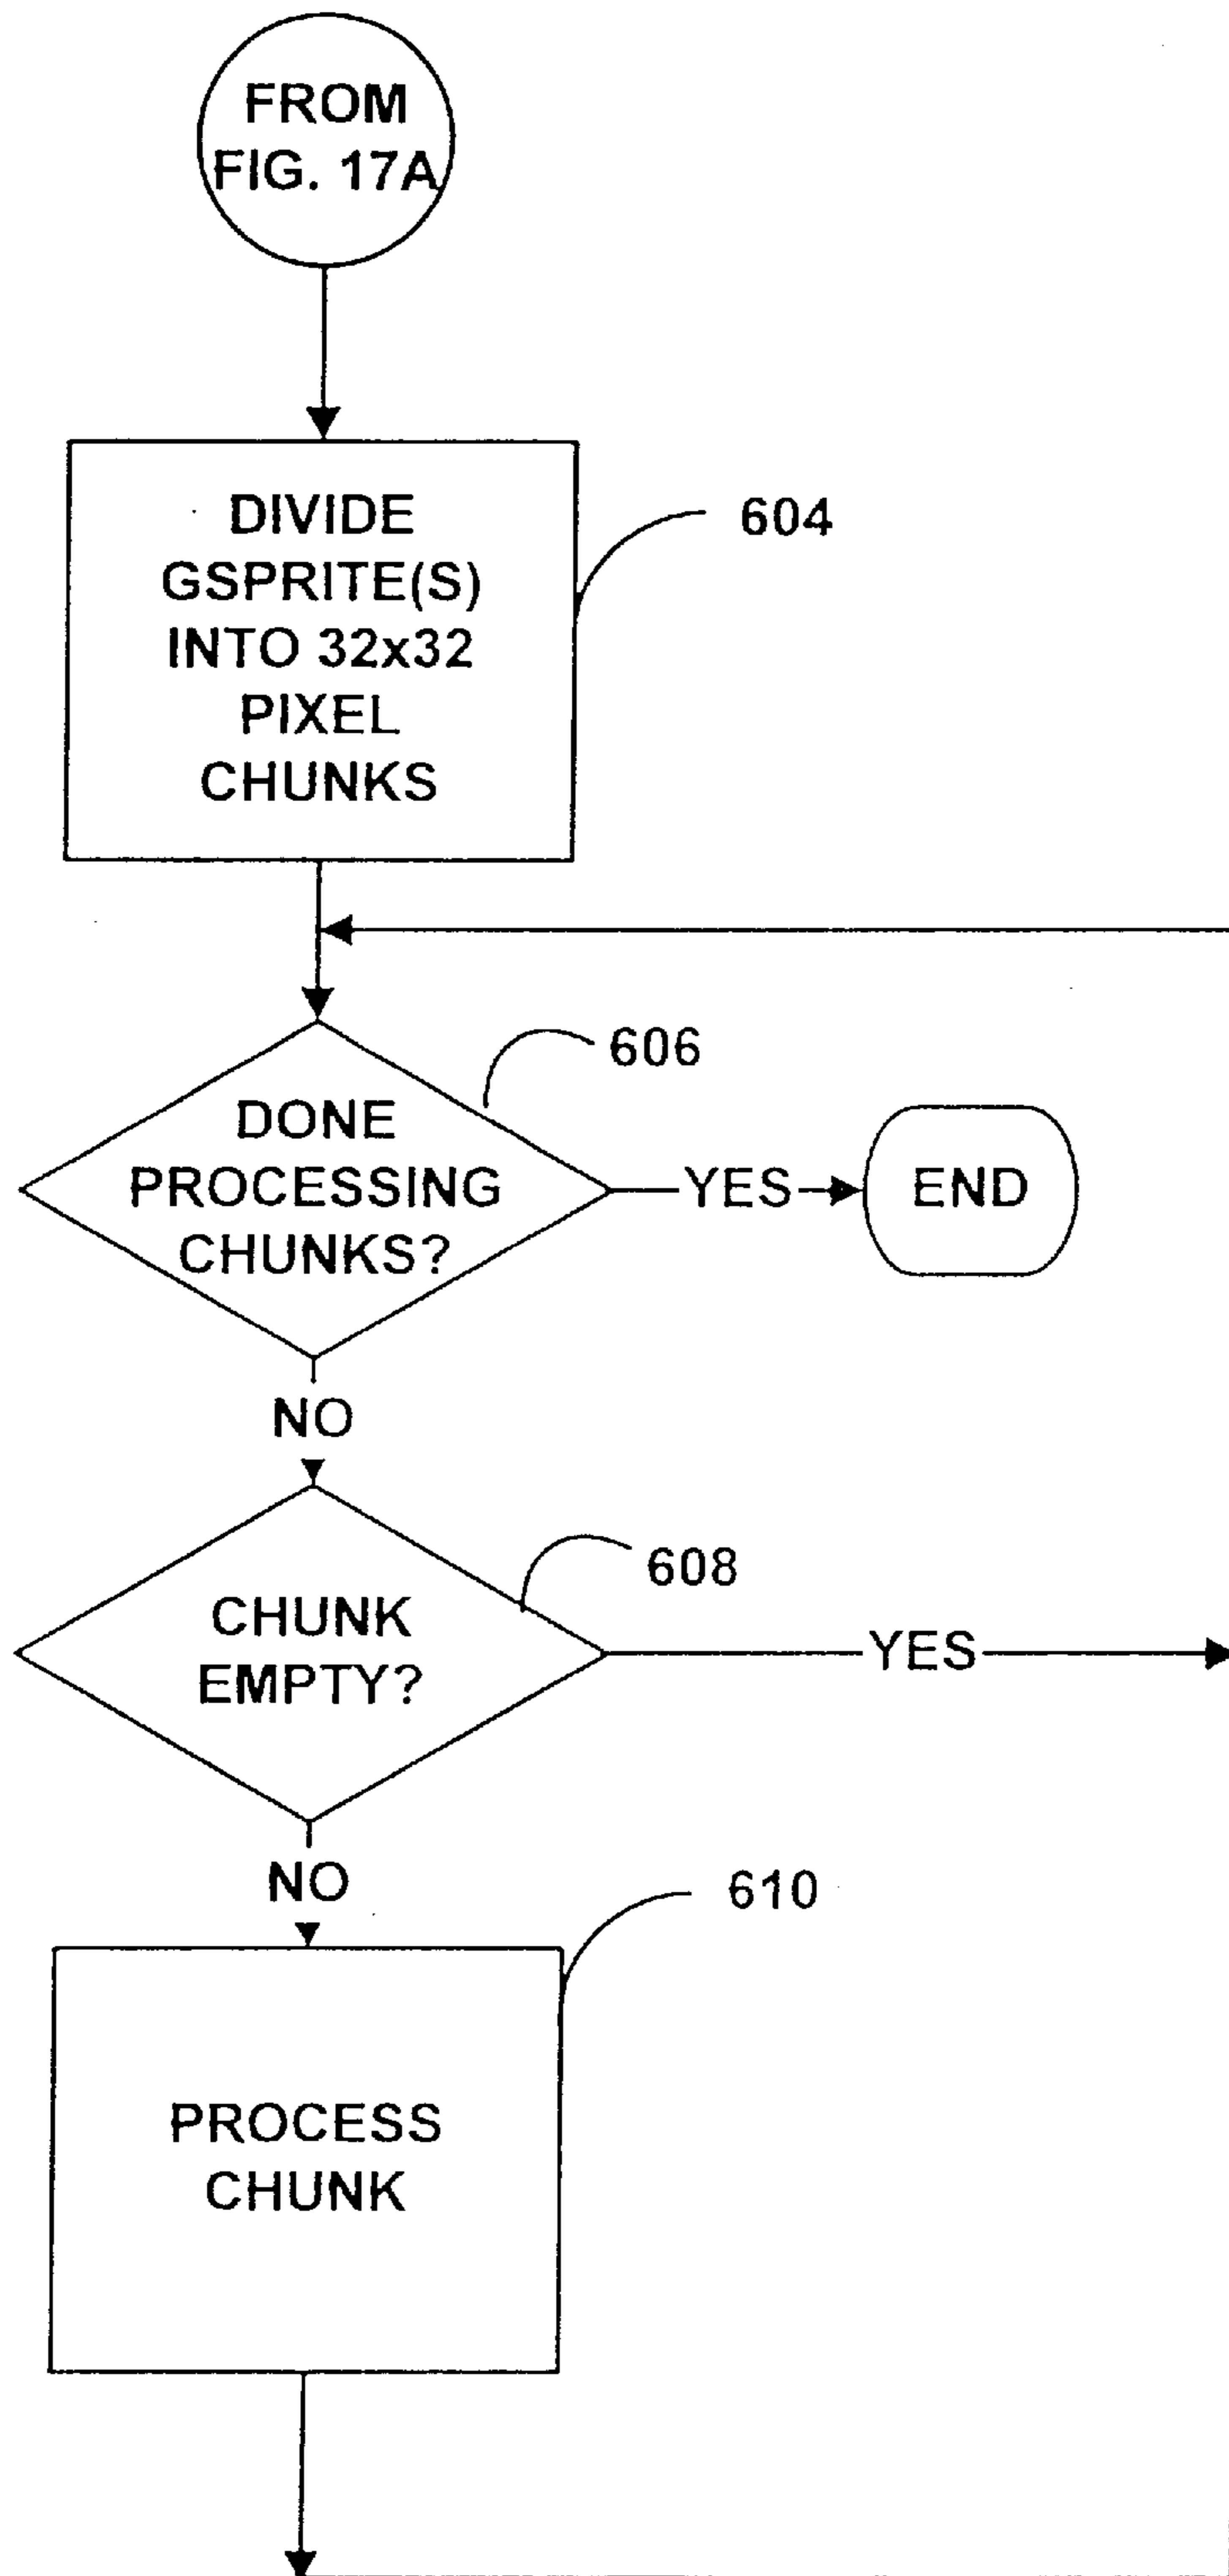 FROM
FIG. 17A
DIVIDE
GSPRITE(S)
INTO 32x32
PIXEL
CHUNKS
604
606
DONE
PROCESSING
CHUNKS?
YES
END
NO
608
CHUNK
EMPTY?
YES
NO
610
PROCESS
CHUNK